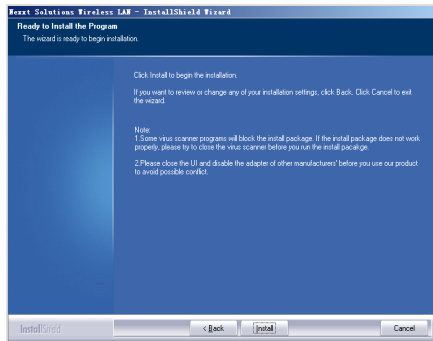 Nexxt Solutions Wireless LAN - InstallShield Wizard
Ready to Install the Program
The wizard is ready to begin installation.
Click Install to begin the installation.
If you want to review or change any of your installation settings, click Back. Click Cancel to exit
the wizard.
Note:
1.Some virus scanner programs will block the install package. If the install package does not work
properly, please try to close the virus scanner before you run the install pacakge.
2.Please close the UI and disable the adapter of other manufacturers' before you use our product
to avoid possible conflict.
InstallShield
< Back
Install
Cancel